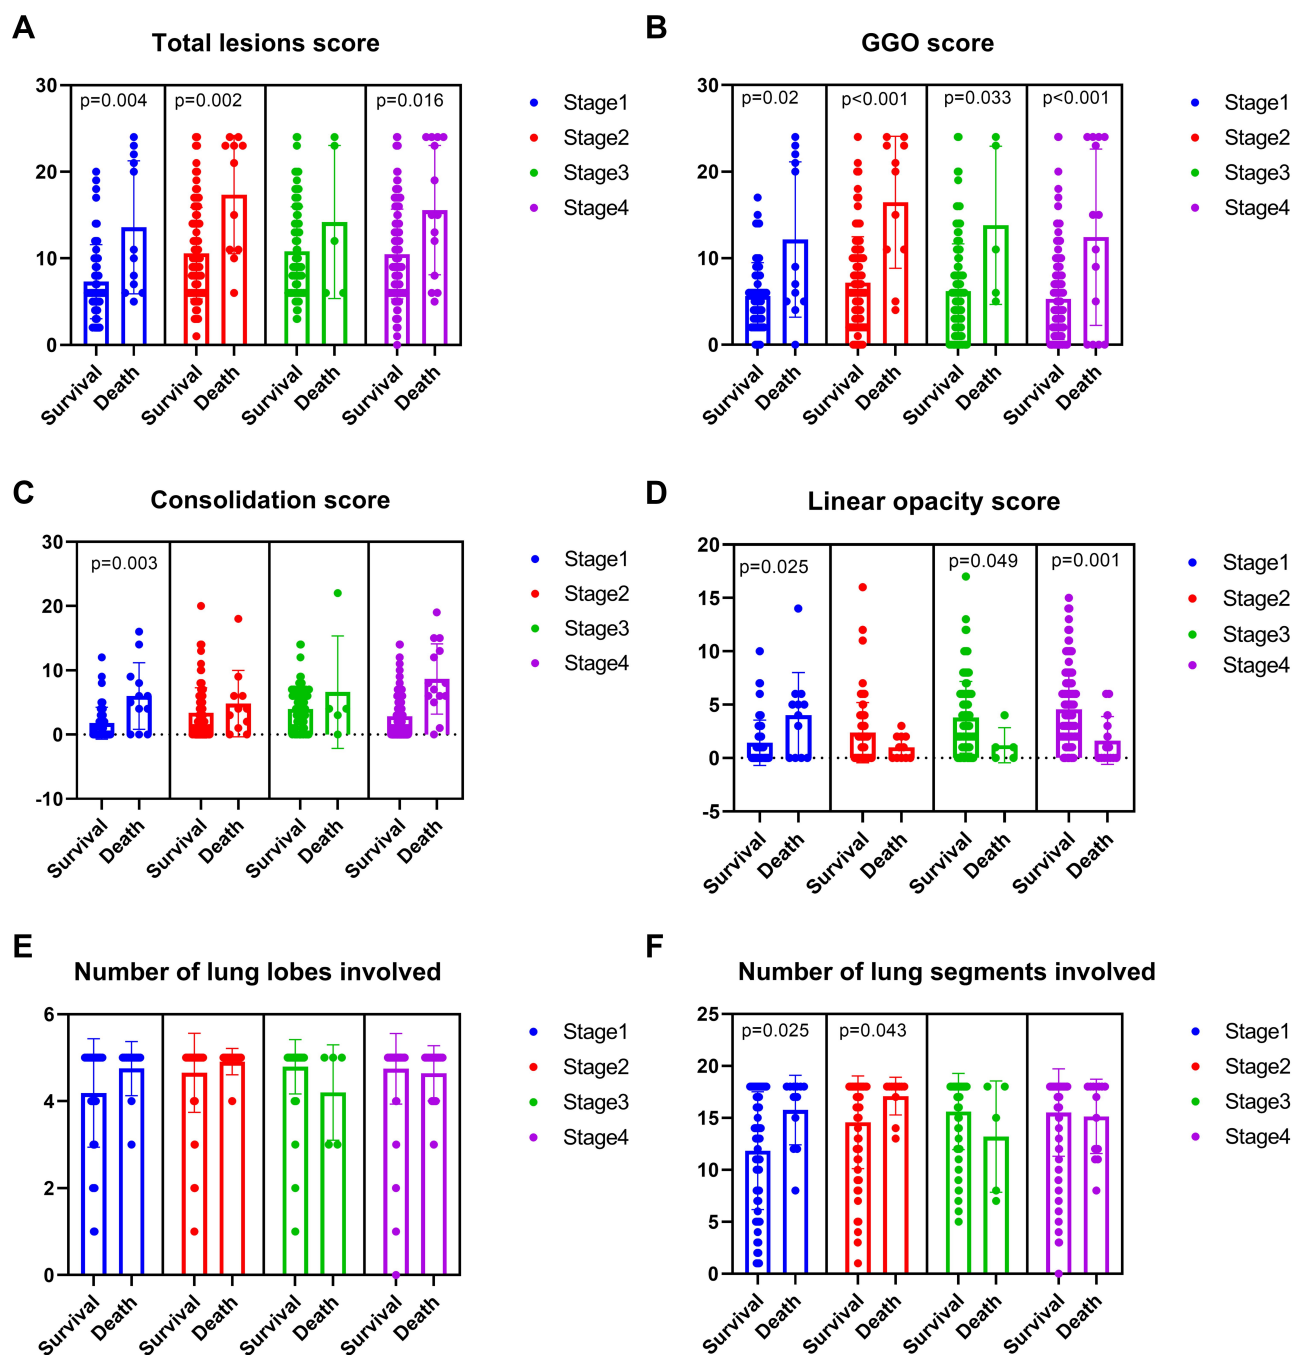 A
Total lesions score
30
20
10
0
p=0.004
p=0.002
p=0.016
Survival
Death
Survival
Death
Survival
Death
Survival
Death
Stage1
Stage2
Stage3
Stage4
B
GGO score
30
20
10
0
p=0.02
p<0.001
p=0.033
p<0.001
Survival
Death
Survival
Death
Survival
Death
Survival
Death
Stage1
Stage2
Stage3
Stage4
C
Consolidation score
30
20
10
0
-10
p=0.003
Survival
Death
Survival
Death
Survival
Death
Survival
Death
Stage1
Stage2
Stage3
Stage4
D
Linear opacity score
20
15
10
5
0
-5
p=0.025
p=0.049
p=0.001
Survival
Death
Survival
Death
Survival
Death
Survival
Death
Stage1
Stage2
Stage3
Stage4
E
Number of lung lobes involved
6
4
2
0
Survival
Death
Survival
Death
Survival
Death
Survival
Death
Stage1
Stage2
Stage3
Stage4
F
Number of lung segments involved
25
20
15
10
5
0
p=0.025
p=0.043
Survival
Death
Survival
Death
Survival
Death
Survival
Death
Stage1
Stage2
Stage3
Stage4